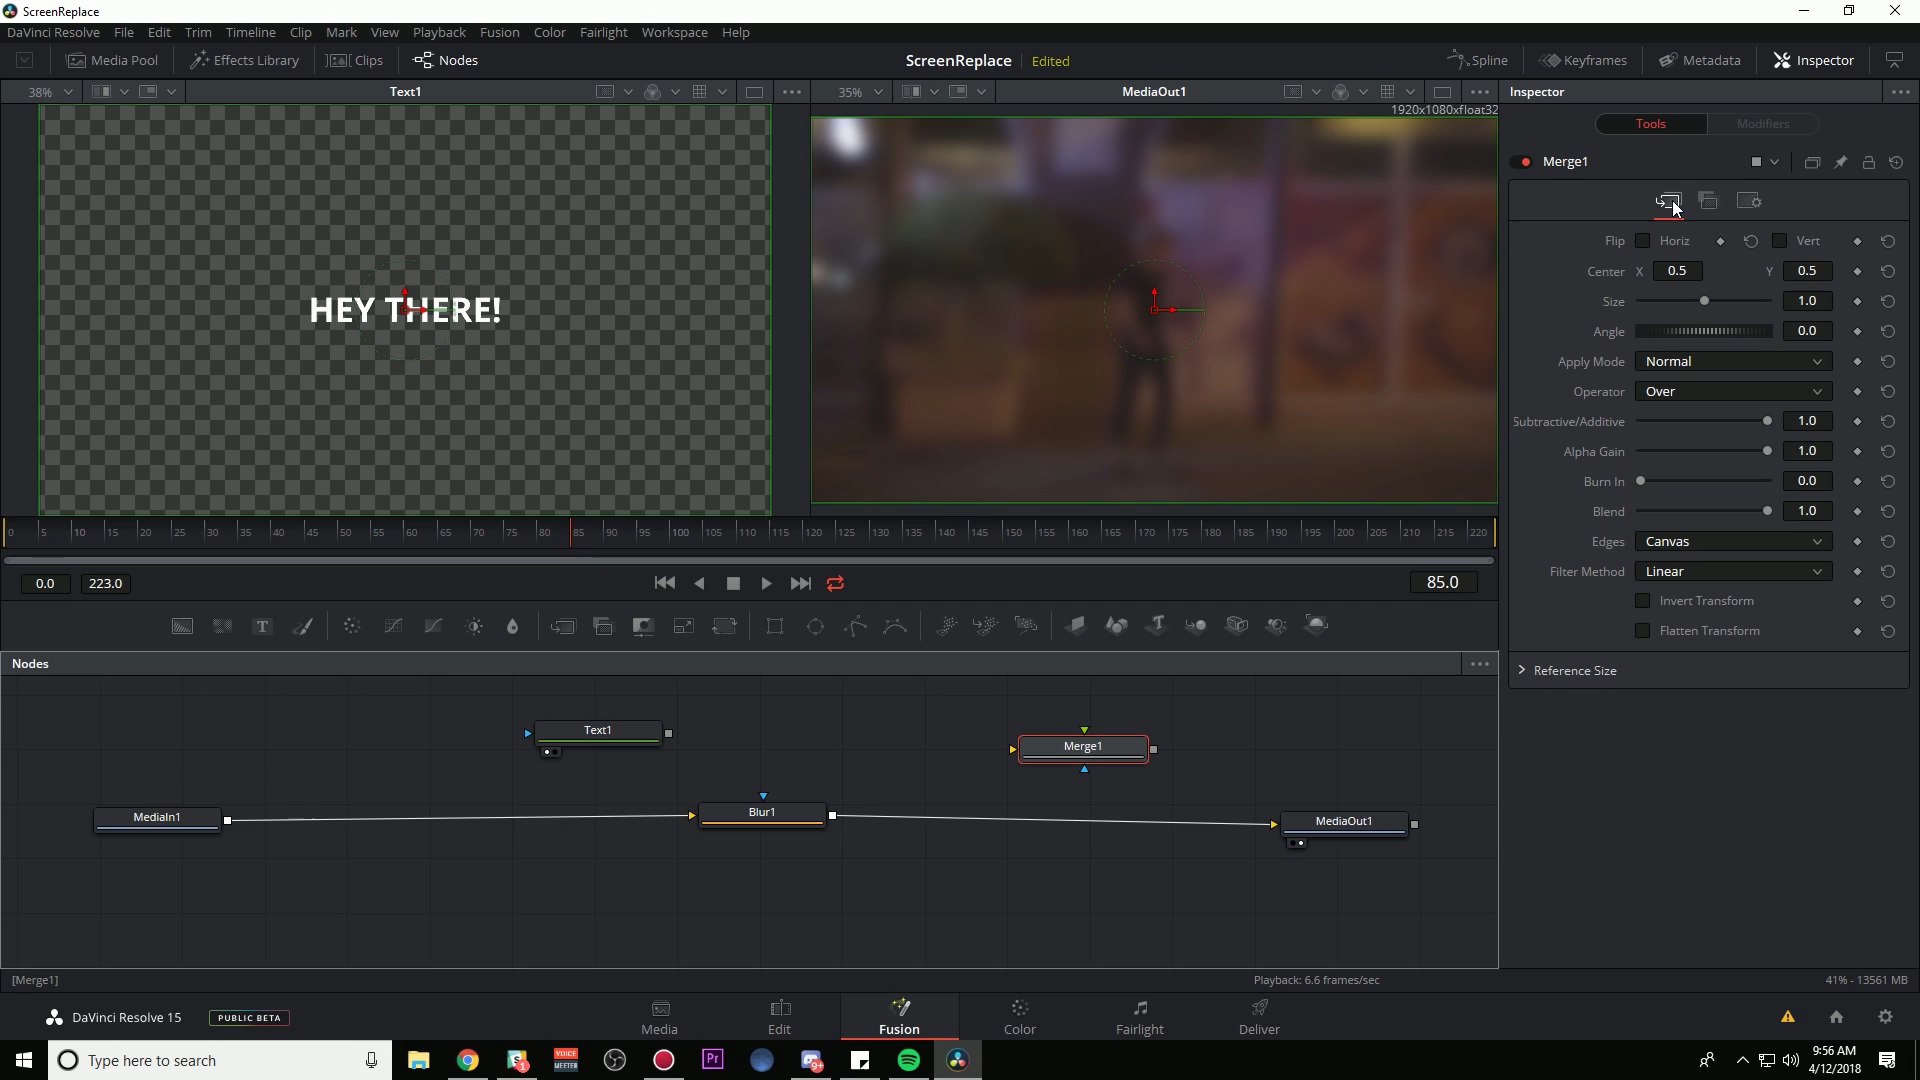 ScreenReplace
DaVinci Resolve File Edit Trim Timeline Clip Mark View Playback Fusion Color Fairlight Workspace Help
Media Pool Effects Library Clips Nodes ScreenReplace Edited Spline Keyframes Metadata Inspector
38% Text1 35% MediaOut1 Inspector
1920x1080xfloat32
Tools Modifiers
Merge1
Flip Horiz Vert
Center X 0.5 Y 0.5
Size 1.0
Angle 0.0
Apply Mode Normal
Operator Over
Subtractive/Additive 1.0
Alpha Gain 1.0
Burn In 0.0
Blend 1.0
Edges Canvas
Filter Method Linear
Invert Transform
Flatten Transform
Reference Size
HEY THERE!
0 5 10 15 20 25 30 35 40 45 50 55 60 65 70 75 80 85 90 95 100 105 110 115 120 125 130 135 140 145 150 155 160 165 170 175 180 185 190 195 200 205 210 215 220
0.0 223.0 85.0
Nodes
Text1
Merge1
MediaIn1
Blur1
MediaOut1
[Merge1] Playback: 6.6 frames/sec 41% - 13561 MB
DaVinci Resolve 15 PUBLIC BETA Media Edit Fusion Color Fairlight Deliver
Type here to search
VOICE
MEETER
1
Pr
9+
9:56 AM
4/12/2018